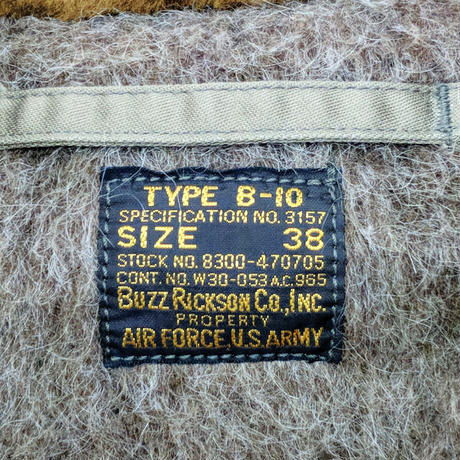 TYPE B-10
SPECIFICATION NO. 3157
SIZE 38
STOCK NO. 8300-470705
CONT. NO. W30-053 A.C. 965
BUZZ RICKSON CO., INC.
PROPERTY
AIR FORCE, U.S. ARMY